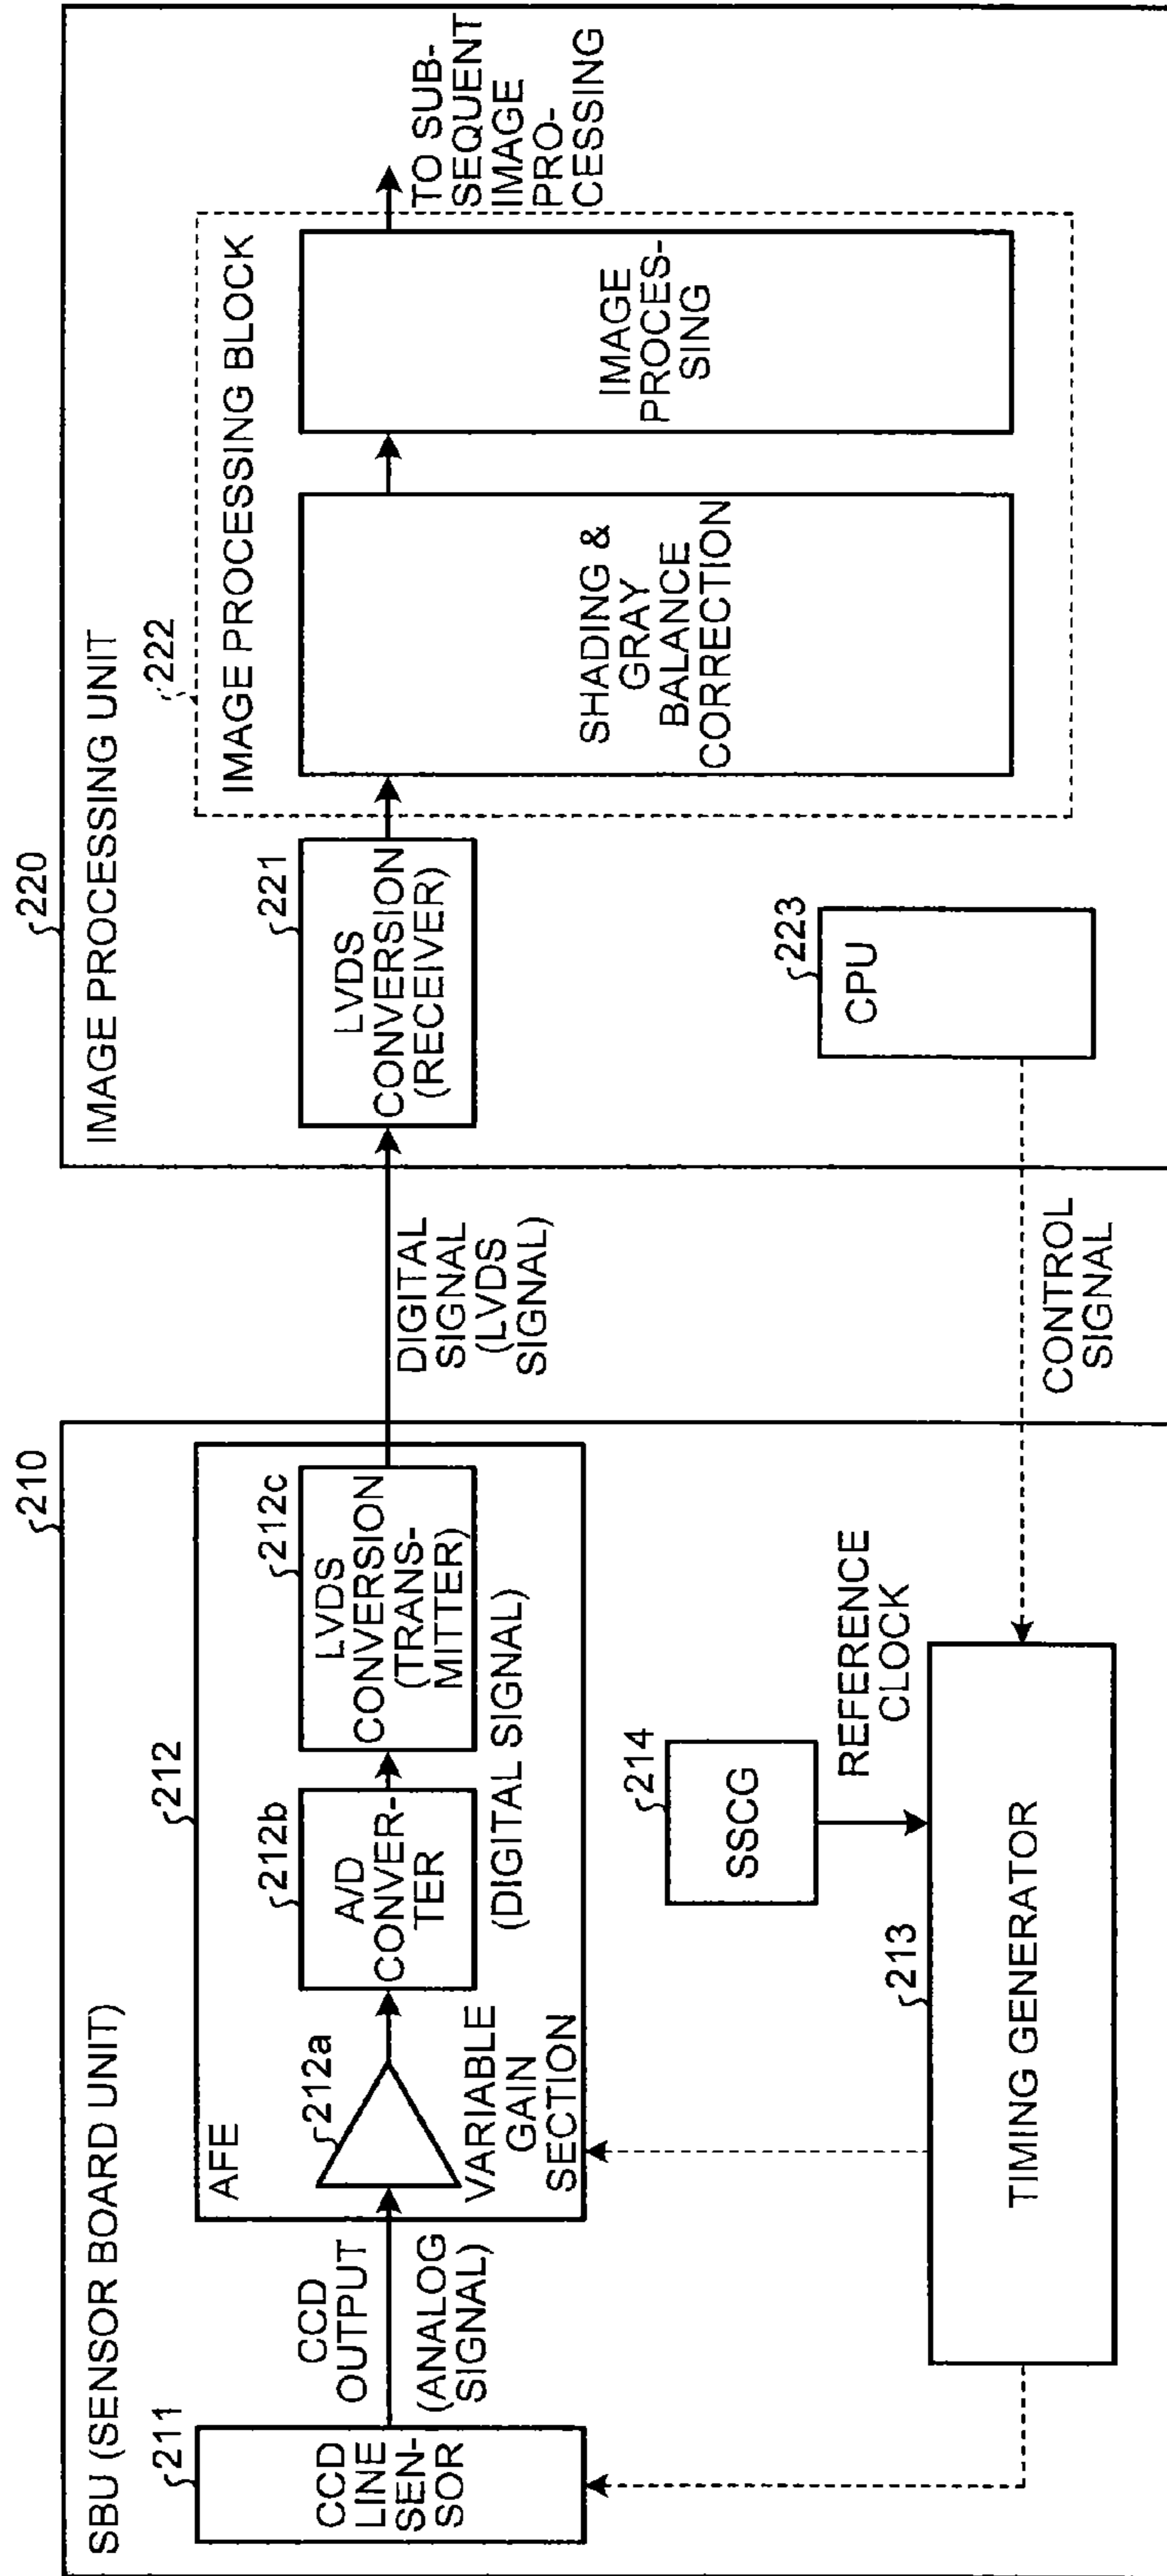 210
SBU (SENSOR BOARD UNIT)
211
CCD
LINE
SEN-
SOR
CCD
OUTPUT
(ANALOG
SIGNAL)
212
AFE
212a
VARIABLE
GAIN
SECTION
212b
A/D
CONVER-
TER
212c
LVDS
CONVERSION
(TRANS-
MITTER)
(DIGITAL SIGNAL)
214
SSCG
REFERENCE
CLOCK
213
TIMING GENERATOR
DIGITAL
SIGNAL
(LVDS
SIGNAL)
CONTROL
SIGNAL
220
IMAGE PROCESSING UNIT
221
LVDS
CONVERSION
(RECEIVER)
222
IMAGE PROCESSING BLOCK
SHADING &
GRAY
BALANCE
CORRECTION
IMAGE
PROCES-
SING
TO SUB-
SEQUENT
IMAGE
PRO-
CESSING
223
CPU